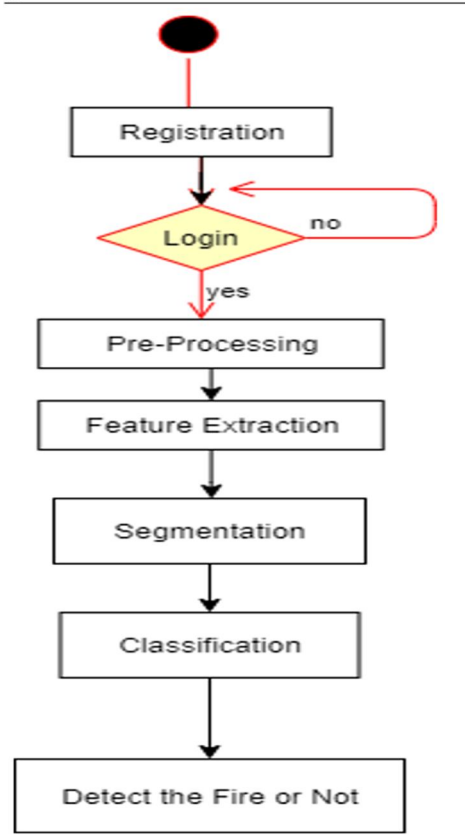 Registration
Login
no
yes
Pre-Processing
Feature Extraction
Segmentation
Classification
Detect the Fire or Not